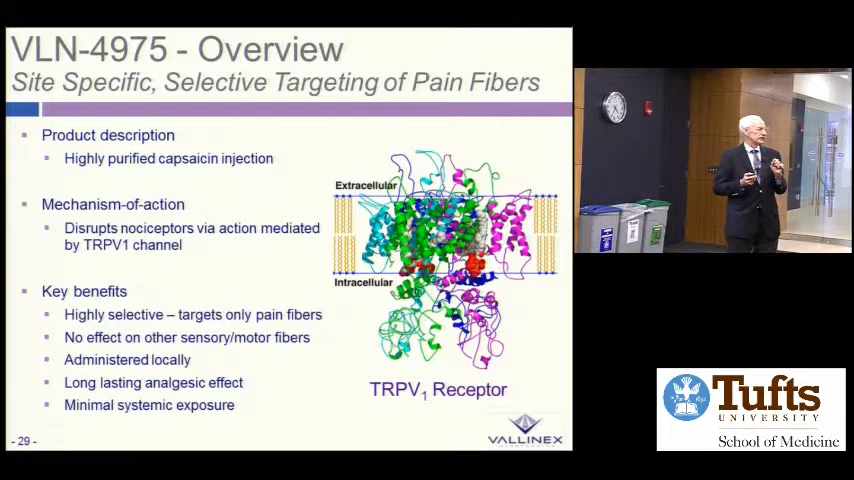 VLN-4975 - Overview
Site Specific, Selective Targeting of Pain Fibers
Product description
Highly purified capsaicin injection
Mechanism-of-action
Disrupts nociceptors via action mediated
by TRPV1 channel
Key benefits
Highly selective – targets only pain fibers
No effect on other sensory/motor fibers
Administered locally
Long lasting analgesic effect
Minimal systemic exposure
Extracellular
Intracellular
TRPV1 Receptor
- 29 -
VALLINEX
Tufts
UNIVERSITY
School of Medicine